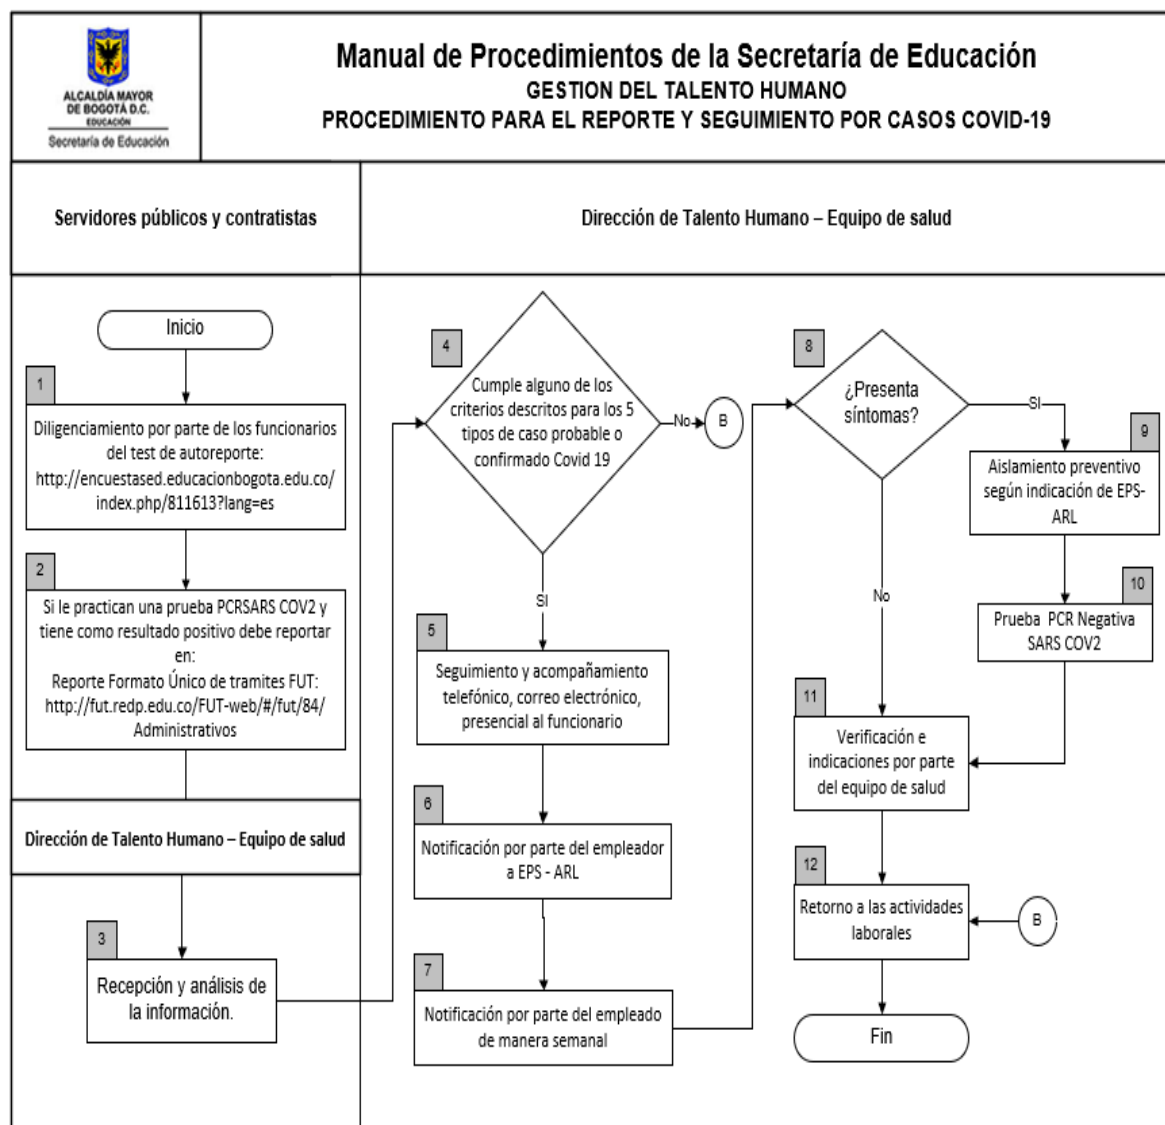 ALCALDÍA MAYOR
DE BOGOTÁ D.C.
EDUCACIÓN
Secretaría de Educación
Manual de Procedimientos de la Secretaría de Educación
GESTION DEL TALENTO HUMANO
PROCEDIMIENTO PARA EL REPORTE Y SEGUIMIENTO POR CASOS COVID-19
Servidores públicos y contratistas
Dirección de Talento Humano – Equipo de salud
Inicio
1
Diligenciamiento por parte de los funcionarios
del test de autoreporte:
http://encuestased.educacionbogota.edu.co/
index.php/811613?lang=es
2
Si le practican una prueba PCRSARS COV2 y
tiene como resultado positivo debe reportar
en:
Reporte Formato Único de tramites FUT:
http://fut.redp.edu.co/FUT-web/#/fut/84/
Administrativos
Dirección de Talento Humano – Equipo de salud
3
Recepción y análisis de
la información.
4
Cumple alguno de los
criterios descritos para los 5
tipos de caso probable o
confirmado Covid 19
No
B
SI
5
Seguimiento y acompañamiento
telefónico, correo electrónico,
presencial al funcionario
6
Notificación por parte del empleador
a EPS - ARL
7
Notificación por parte del empleado
de manera semanal
8
¿Presenta
síntomas?
SI
No
9
Aislamiento preventivo
según indicación de EPS-
ARL
10
Prueba PCR Negativa
SARS COV2
11
Verificación e
indicaciones por parte
del equipo de salud
12
Retorno a las actividades
laborales
B
Fin